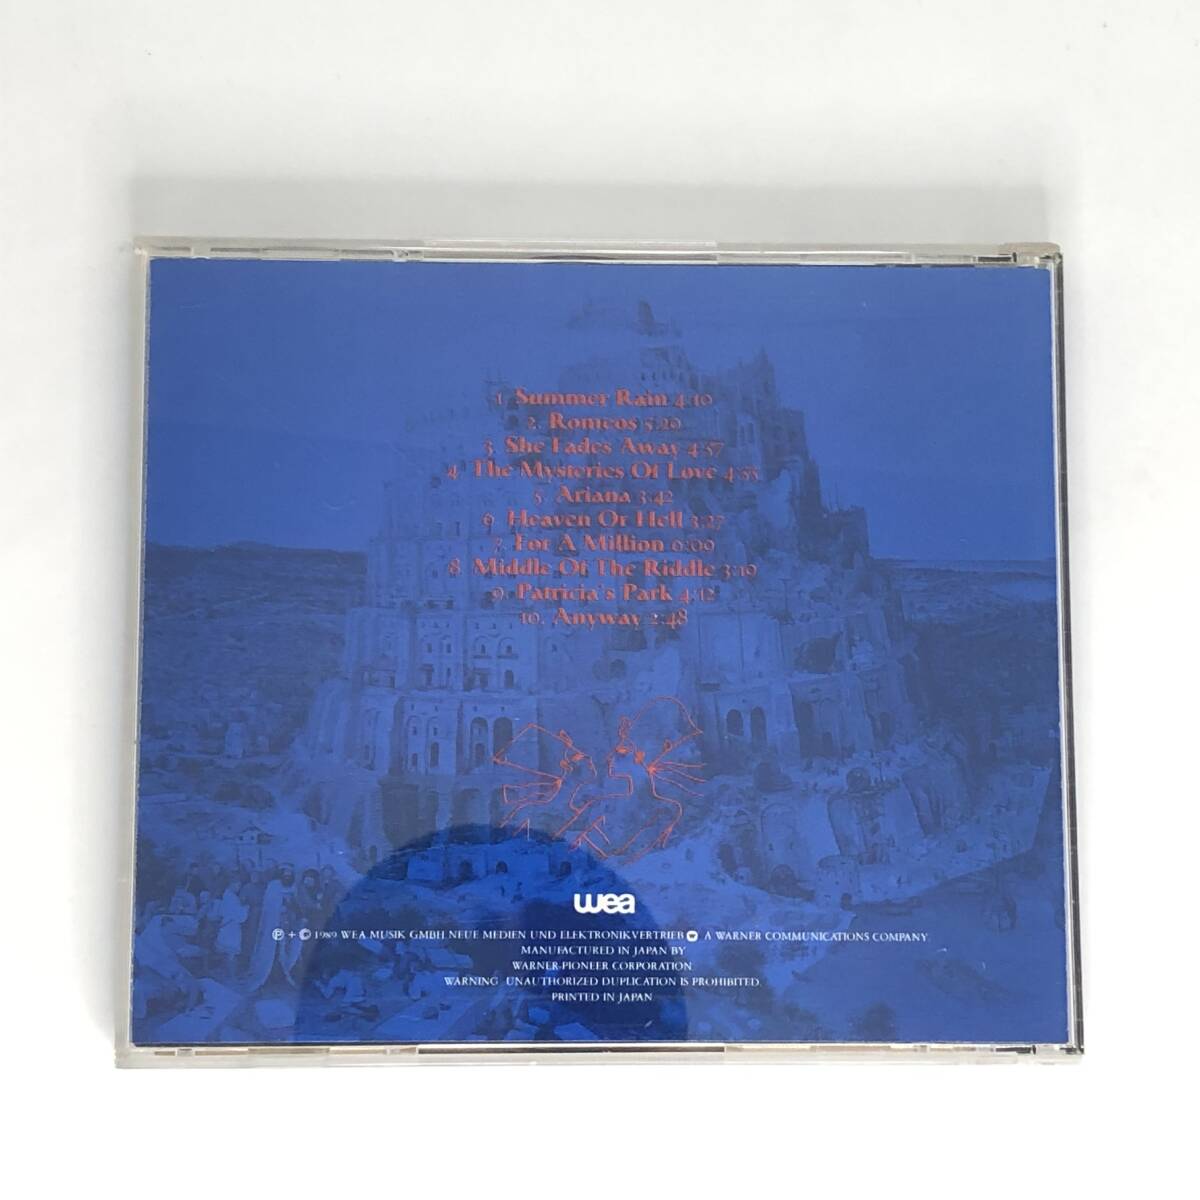 1. Summer Rain 4:10
2. Romeos 5:20
3. She Fades Away 4:57
4. The Mysteries Of Love 4:55
5. Ariana 3:42
6. Heaven Or Hell 3:27
7. For A Million 6:09
8. Middle Of The Riddle 3:19
9. Patricia's Park 4:12
10. Anyway 2:48
wea
℗ + © 1989 WEA MUSIK GMBH NEUE MEDIEN UND ELEKTRONIKVERTRIEB A WARNER COMMUNICATIONS COMPANY.
MANUFACTURED IN JAPAN BY
WARNER-PIONEER CORPORATION
WARNING UNAUTHORIZED DUPLICATION IS PROHIBITED.
PRINTED IN JAPAN